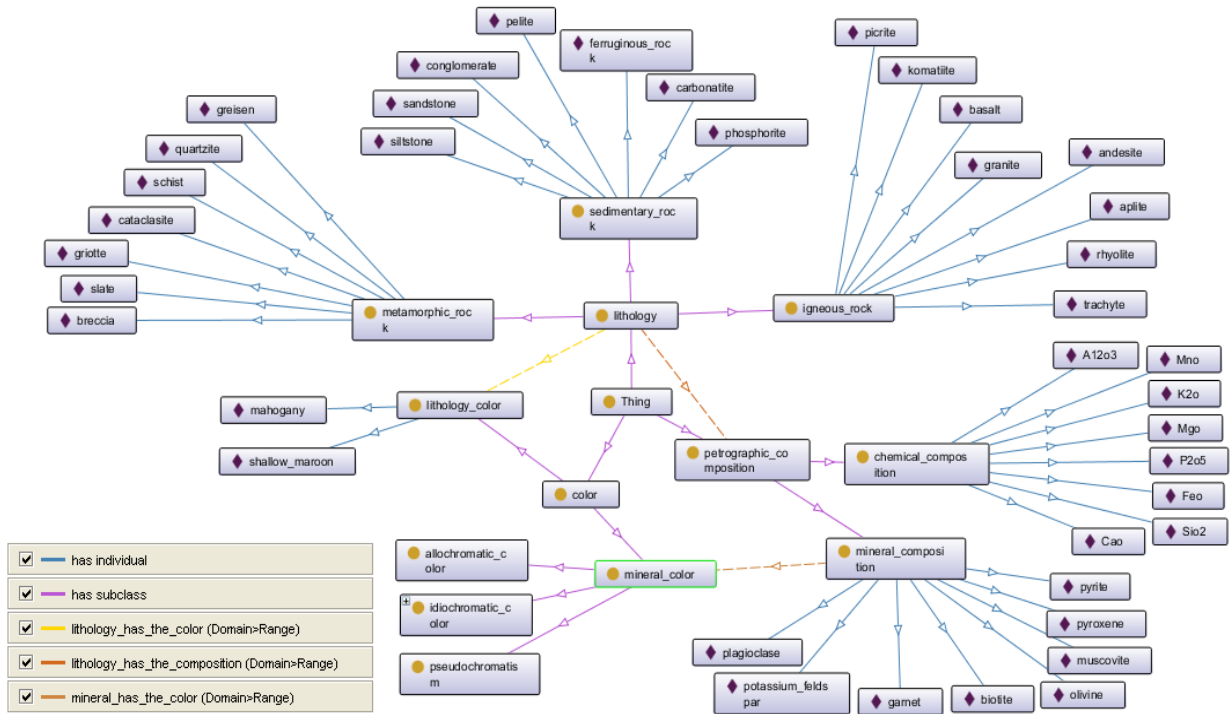 pelite
picrite
ferruginous_roc
k
conglomerate
komatiite
carbonatite
greisen
sandstone
basalt
siltstone
phosphorite
quartzite
andesite
granite
schist
sedimentary_roc
k
aplite
cataclasite
griotte
rhyolite
slate
metamorphic_roc
k
lithology
igneous_rock
trachyte
breccia
A12o3
Mno
K2o
mahogany
lithology_color
Thing
Mgo
shallow_maroon
petrographic_co
mposition
chemical_compos
ition
P2o5
color
Feo
Sio2
Cao
allochromatic_c
olor
mineral_composi
tion
has individual
mineral_color
pyrite
has subclass
idiochromatic_c
olor
pyroxene
lithology_has_the_color (Domain>Range)
plagioclase
muscovite
lithology_has_the_composition (Domain>Range)
pseudochromatis
m
potassium_felds
par
garnet
biotite
olivine
mineral_has_the_color (Domain>Range)